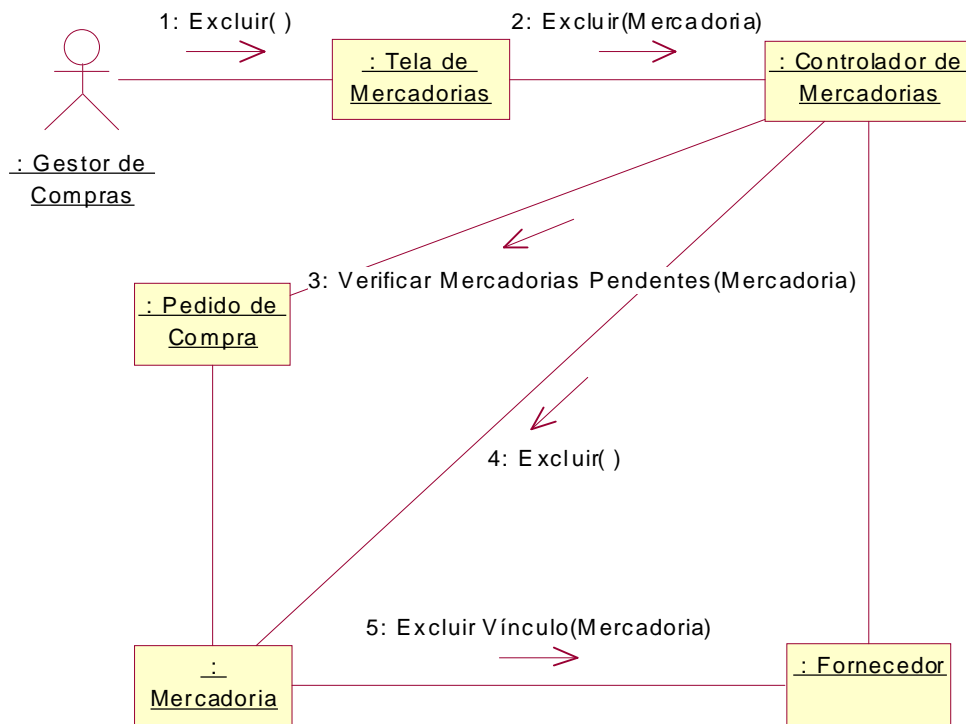 1: Excluir( )
2: Excluir(Mercadoria)
: Tela de
Mercadorias
: Controlador de
Mercadorias
: Gestor de
Compras
3: Verificar Mercadorias Pendentes(Mercadoria)
: Pedido de
Compra
4: Excluir( )
5: Excluir Vínculo(Mercadoria)
:
Mercadoria
: Fornecedor